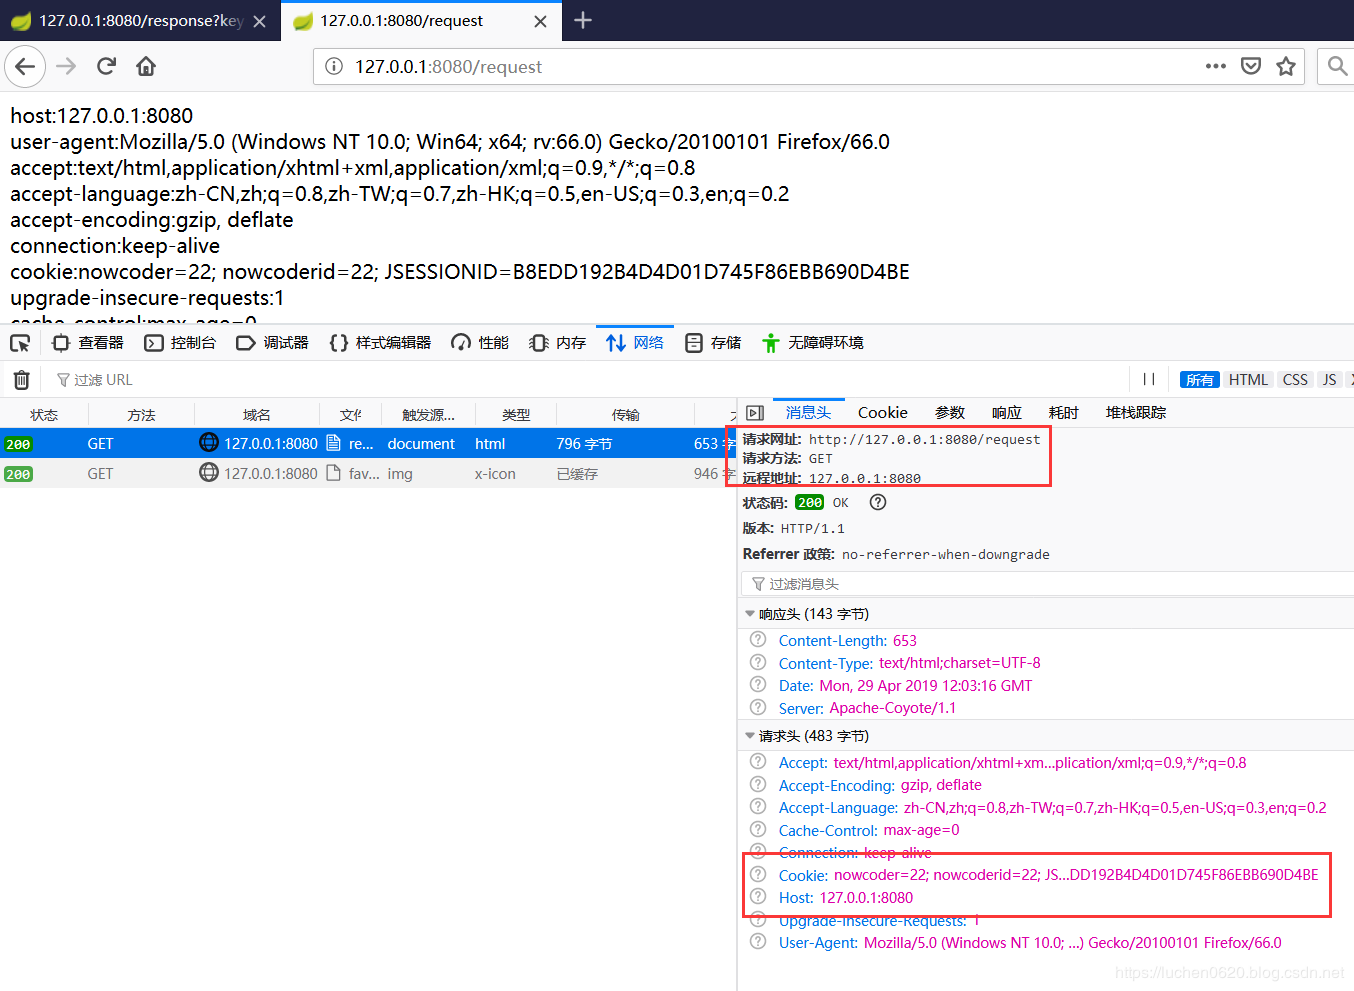 127.0.0.1:8080/response?key
127.0.0.1:8080/request
127.0.0.1:8080/request
host:127.0.0.1:8080
user-agent:Mozilla/5.0 (Windows NT 10.0; Win64; x64; rv:66.0) Gecko/20100101 Firefox/66.0
accept:text/html,application/xhtml+xml,application/xml;q=0.9,*/*;q=0.8
accept-language:zh-CN,zh;q=0.8,zh-TW;q=0.7,zh-HK;q=0.5,en-US;q=0.3,en;q=0.2
accept-encoding:gzip, deflate
connection:keep-alive
cookie:nowcoder=22; nowcoderid=22; JSESSIONID=B8EDD192B4D4D01D745F86EBB690D4BE
upgrade-insecure-requests:1
cache-control:max-age=0
查看器 控制台 调试器 样式编辑器 性能 内存 网络 存储 无障碍环境
过滤 URL 所有 HTML CSS JS
状态 方法 域名 文件 触发源... 类型 传输
200 GET 127.0.0.1:8080 re... document html 796 字节 653 字
200 GET 127.0.0.1:8080 fav... img x-icon 已缓存 946 字
消息头 Cookie 参数 响应 耗时 堆栈跟踪
请求网址: http://127.0.0.1:8080/request
请求方法: GET
远程地址: 127.0.0.1:8080
状态码: 200 OK
版本: HTTP/1.1
Referrer 政策: no-referrer-when-downgrade
过滤消息头
响应头 (143 字节)
Content-Length: 653
Content-Type: text/html;charset=UTF-8
Date: Mon, 29 Apr 2019 12:03:16 GMT
Server: Apache-Coyote/1.1
请求头 (483 字节)
Accept: text/html,application/xhtml+xm...plication/xml;q=0.9,*/*;q=0.8
Accept-Encoding: gzip, deflate
Accept-Language: zh-CN,zh;q=0.8,zh-TW;q=0.7,zh-HK;q=0.5,en-US;q=0.3,en;q=0.2
Cache-Control: max-age=0
Connection: keep-alive
Cookie: nowcoder=22; nowcoderid=22; JS...DD192B4D4D01D745F86EBB690D4BE
Host: 127.0.0.1:8080
Upgrade-Insecure-Requests: 1
User-Agent: Mozilla/5.0 (Windows NT 10.0; ...) Gecko/20100101 Firefox/66.0
https://luchen0620.blog.csdn.net